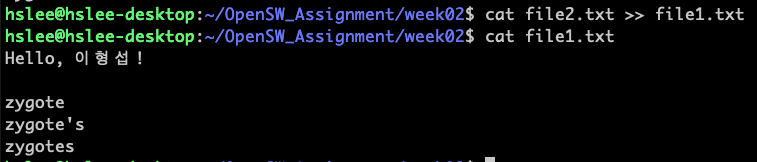 hslee@hslee-desktop:~/OpenSW_Assignment/week02$ cat file2.txt >> file1.txt
hslee@hslee-desktop:~/OpenSW_Assignment/week02$ cat file1.txt
Hello, 이형섭!
zygote
zygote's
zygotes